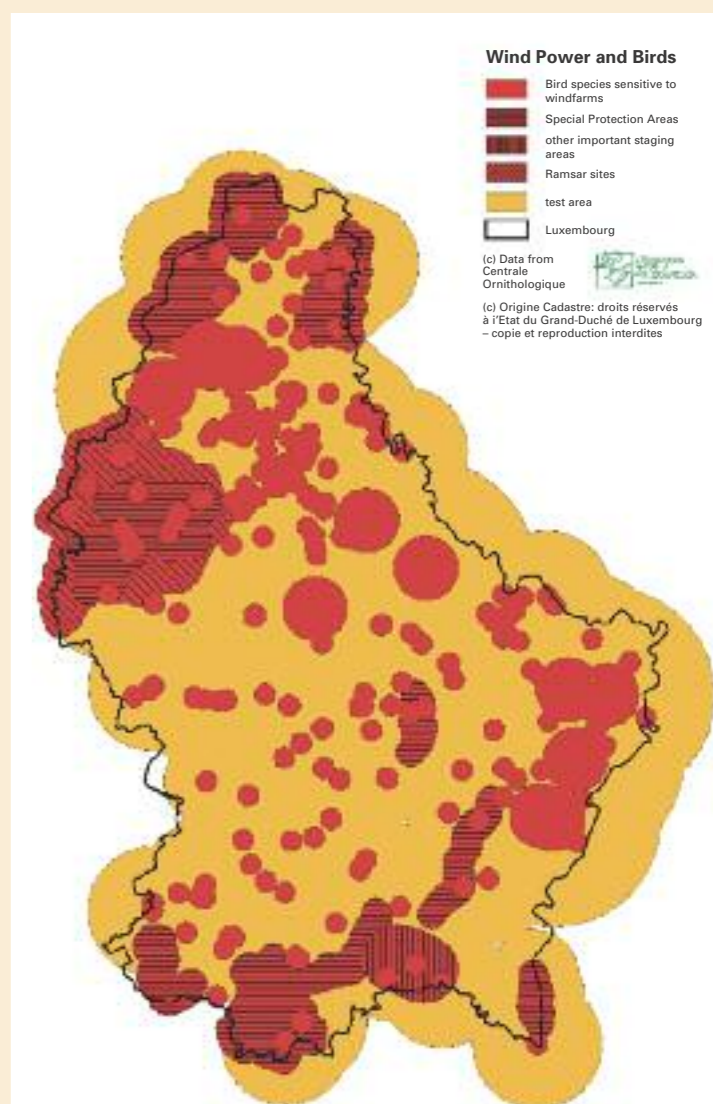 Wind Power and Birds
Bird species sensitive to
windfarms
Special Protection Areas
other important staging
areas
Ramsar sites
test area
Luxembourg
(c) Data from
Centrale
Ornithologique
(c) Origine Cadastre: droits réservés
à i'Etat du Grand-Duché de Luxembourg
– copie et reproduction interdites